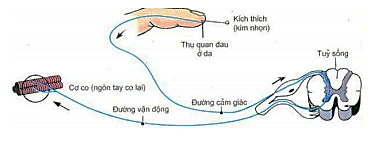 Kích thích
(kim nhọn)
Thụ quan đau
ở da
Tuỷ sống
Cơ co (ngón tay co lại)
Đường cảm giác
Đường vận động